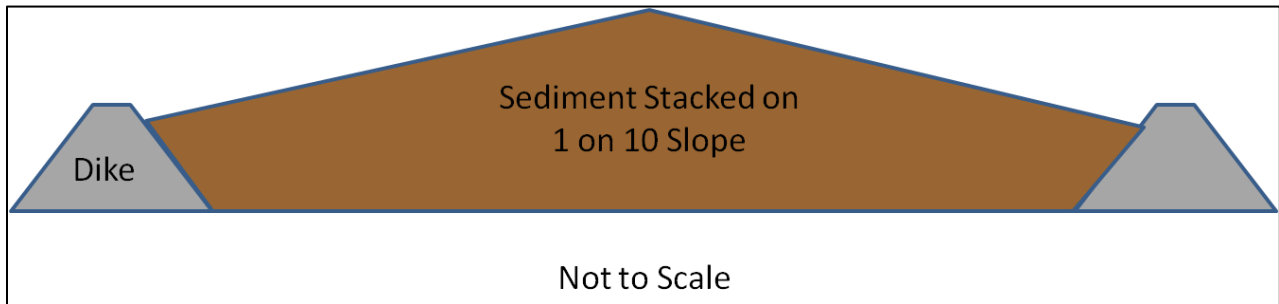 Sediment Stacked on
1 on 10 Slope
Dike
Not to Scale